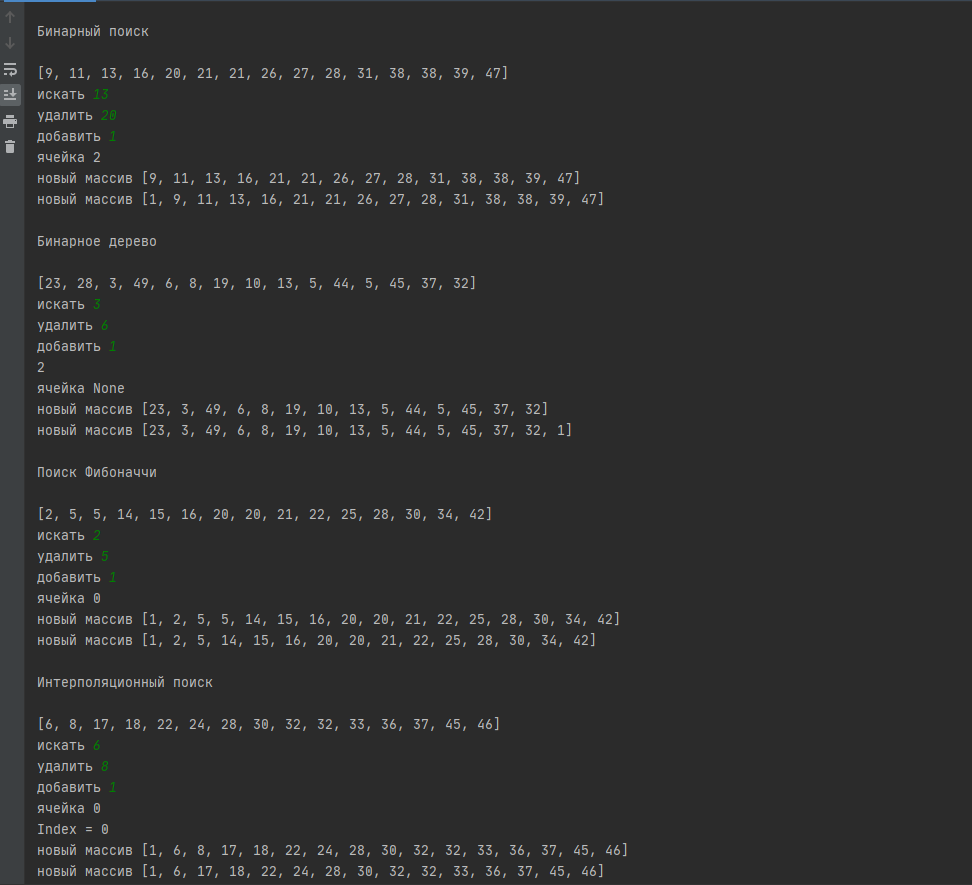 Бинарный поиск
[9, 11, 13, 16, 20, 21, 21, 26, 27, 28, 31, 38, 38, 39, 47]
искать 13
удалить 20
добавить 1
ячейка 2
новый массив [9, 11, 13, 16, 21, 21, 26, 27, 28, 31, 38, 38, 39, 47]
новый массив [1, 9, 11, 13, 16, 21, 21, 26, 27, 28, 31, 38, 38, 39, 47]
Бинарное дерево
[23, 28, 3, 49, 6, 8, 19, 10, 13, 5, 44, 5, 45, 37, 32]
искать 3
удалить 6
добавить 1
2
ячейка None
новый массив [23, 3, 49, 6, 8, 19, 10, 13, 5, 44, 5, 45, 37, 32]
новый массив [23, 3, 49, 6, 8, 19, 10, 13, 5, 44, 5, 45, 37, 32, 1]
Поиск Фибоначчи
[2, 5, 5, 14, 15, 16, 20, 20, 21, 22, 25, 28, 30, 34, 42]
искать 2
удалить 5
добавить 1
ячейка 0
новый массив [1, 2, 5, 5, 14, 15, 16, 20, 20, 21, 22, 25, 28, 30, 34, 42]
новый массив [1, 2, 5, 14, 15, 16, 20, 20, 21, 22, 25, 28, 30, 34, 42]
Интерполяционный поиск
[6, 8, 17, 18, 22, 24, 28, 30, 32, 32, 33, 36, 37, 45, 46]
искать 6
удалить 8
добавить 1
ячейка 0
Index = 0
новый массив [1, 6, 8, 17, 18, 22, 24, 28, 30, 32, 32, 33, 36, 37, 45, 46]
новый массив [1, 6, 17, 18, 22, 24, 28, 30, 32, 32, 33, 36, 37, 45, 46]